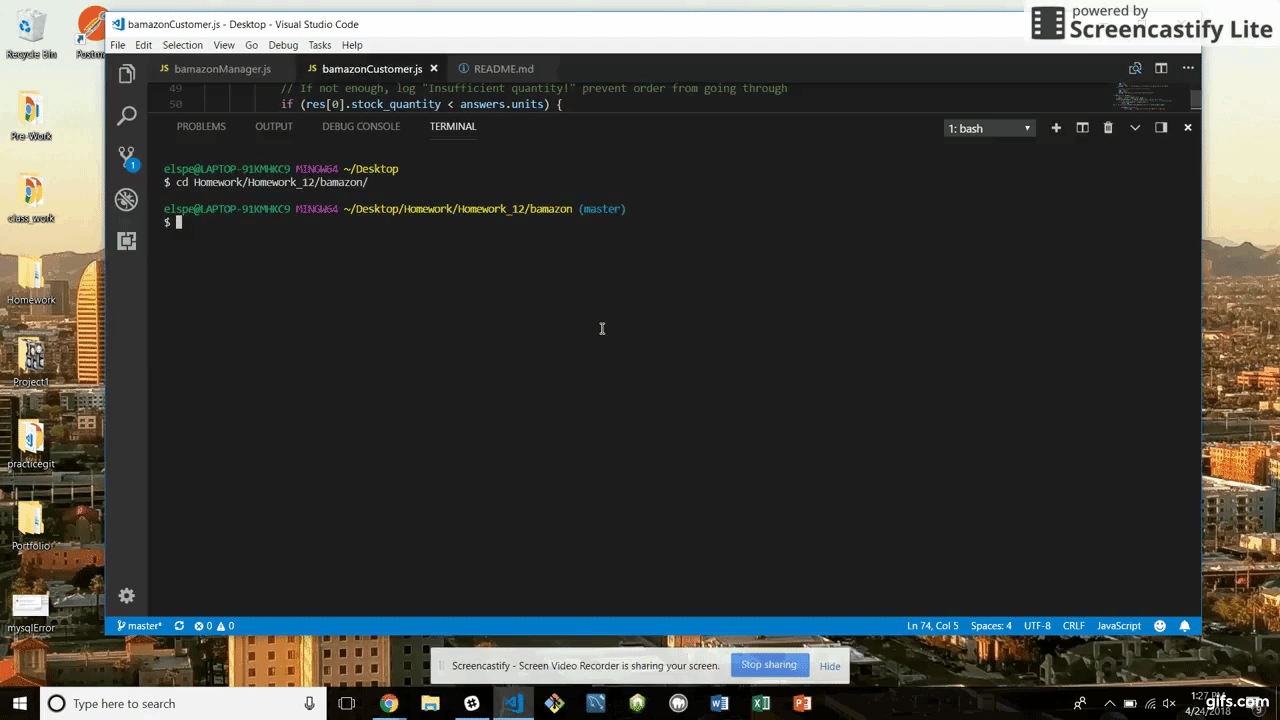 bamazonCustomer.js - Desktop - Visual Studio Code
powered by
Screencastify Lite
File Edit Selection View Go Debug Tasks Help
JS bamazonManager.js JS bamazonCustomer.js README.md
49 // If not enough, log "Insufficient quantity!" prevent order from going through
50 if (res[0].stock_quantity < answers.units) {
PROBLEMS OUTPUT DEBUG CONSOLE TERMINAL 1: bash
elspe@LAPTOP-91KMHKC9 MINGW64 ~/Desktop
$ cd Homework/Homework_12/bamazon/
elspe@LAPTOP-91KMHKC9 MINGW64 ~/Desktop/Homework/Homework_12/bamazon (master)
$
1
Recycle Bin
Postm
Pre-Work
class_work
Homework
Project1
practicegit
Portfolio
mysqlError
master* 0 0 Ln 74, Col 5 Spaces: 4 UTF-8 CRLF JavaScript
Screencastify - Screen Video Recorder is sharing your screen. Stop sharing Hide
Type here to search
1:27 PM
4/24/2018
gifs.com